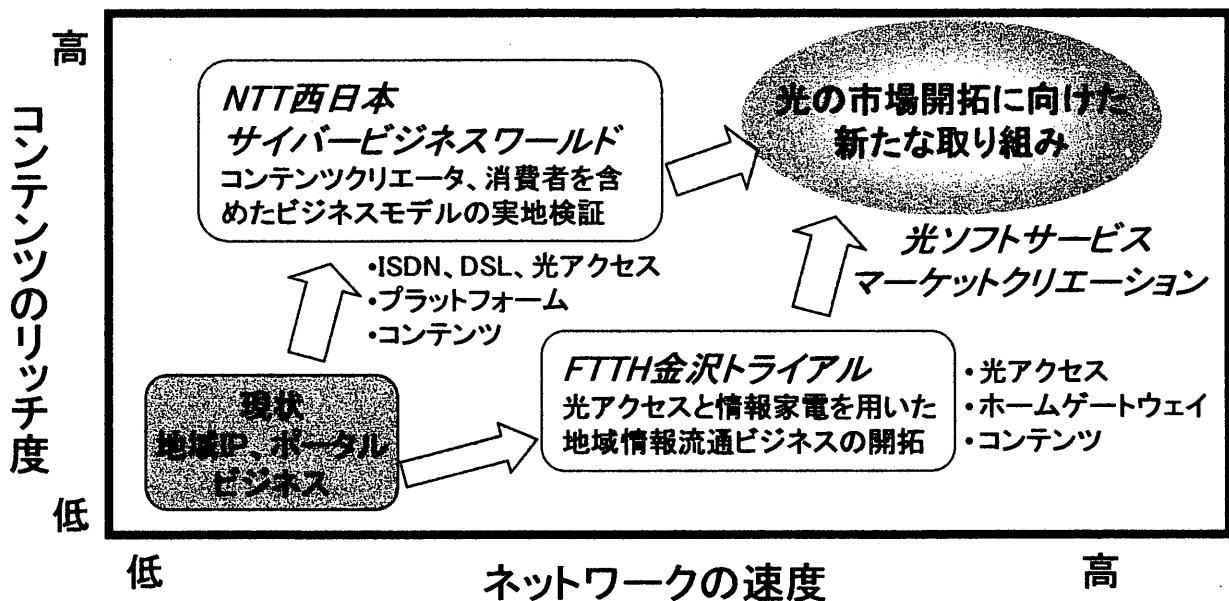 高
コンテンツのリッチ度
低
NTT西日本
サイバービジネスワールド
コンテンツクリエータ、消費者を含
めたビジネスモデルの実地検証
光の市場開拓に向けた
新たな取り組み
光ソフトサービス
マーケットクリエーション
•ISDN、DSL、光アクセス
•プラットフォーム
•コンテンツ
現状
地域IP、ポータル
ビジネス
FTTH金沢トライアル
光アクセスと情報家電を用いた
地域情報流通ビジネスの開拓
•光アクセス
•ホームゲートウェイ
•コンテンツ
低
ネットワークの速度
高